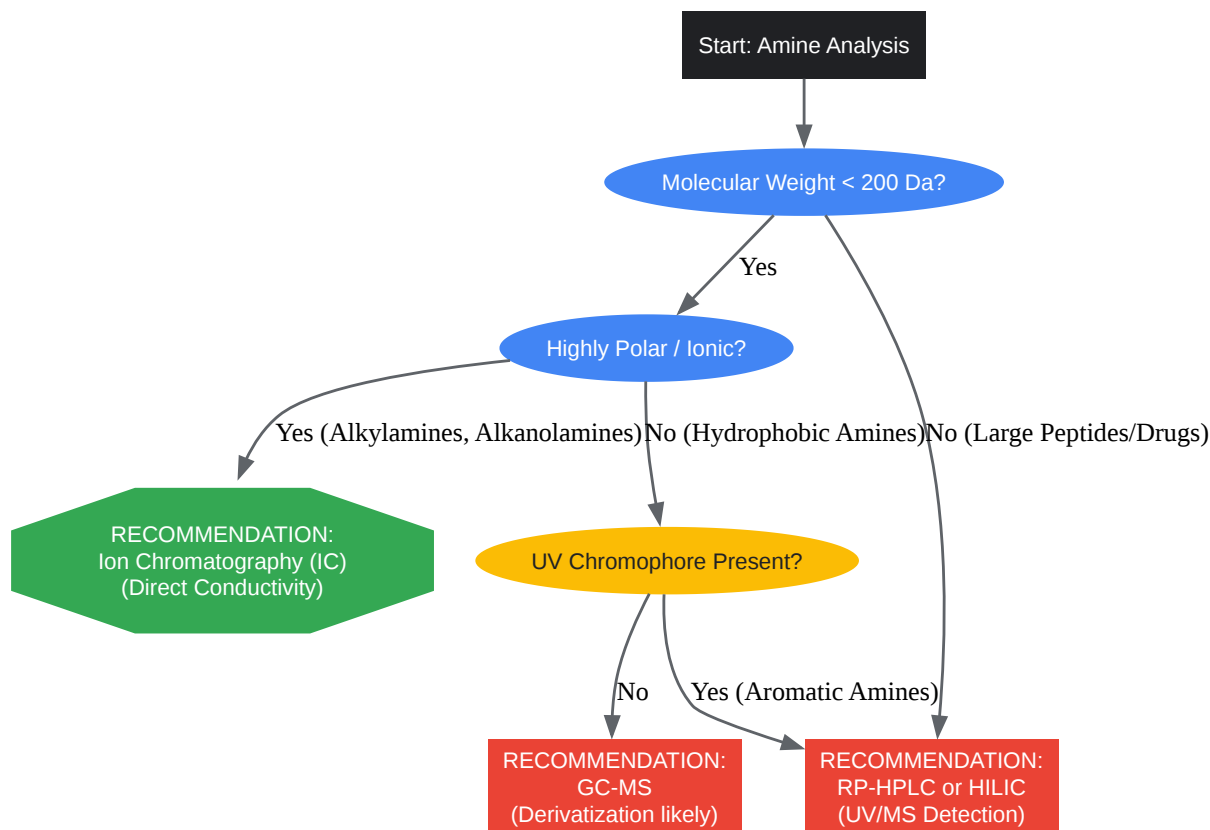 Start: Amine Analysis
Molecular Weight < 200 Da?
Yes
Highly Polar / Ionic?
Yes (Alkylamines, Alkanolamines)
No (Hydrophobic Amines)
No (Large Peptides/Drugs)
RECOMMENDATION:
Ion Chromatography (IC)
(Direct Conductivity)
UV Chromophore Present?
No
Yes (Aromatic Amines)
RECOMMENDATION:
GC-MS
(Derivatization likely)
RECOMMENDATION:
RP-HPLC or HILIC
(UV/MS Detection)